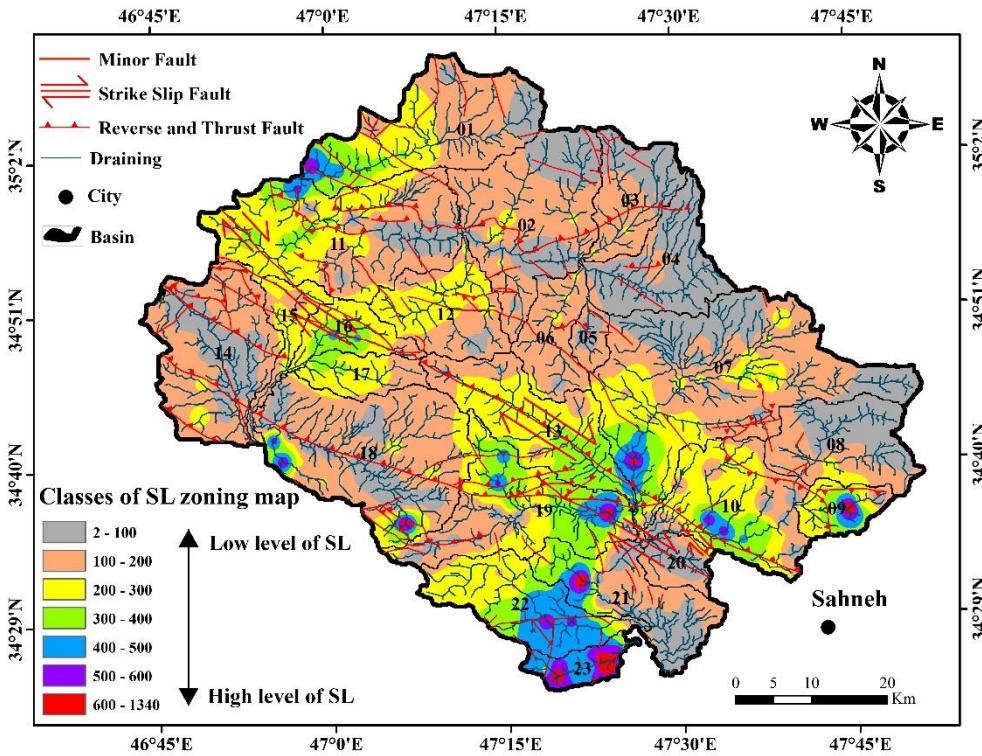 46°45'E 47°0'E 47°15'E 47°30'E 47°45'E
Minor Fault
Strike Slip Fault
Reverse and Thrust Fault
Draining
City
Basin
N
W E
S
35°2'N 35°2'N
34°51'N 34°51'N
34°40'N 34°40'N
34°29'N 34°29'N
01
02
03
04
11
12
15
16
06
05
14
17
07
13
18
08
19
10
09
20
22
21
23
Classes of SL zoning map
2 - 100
100 - 200
200 - 300
300 - 400
400 - 500
500 - 600
600 - 1340
Low level of SL
High level of SL
Sahneh
0 5 10 20
Km
46°45'E 47°0'E 47°15'E 47°30'E 47°45'E